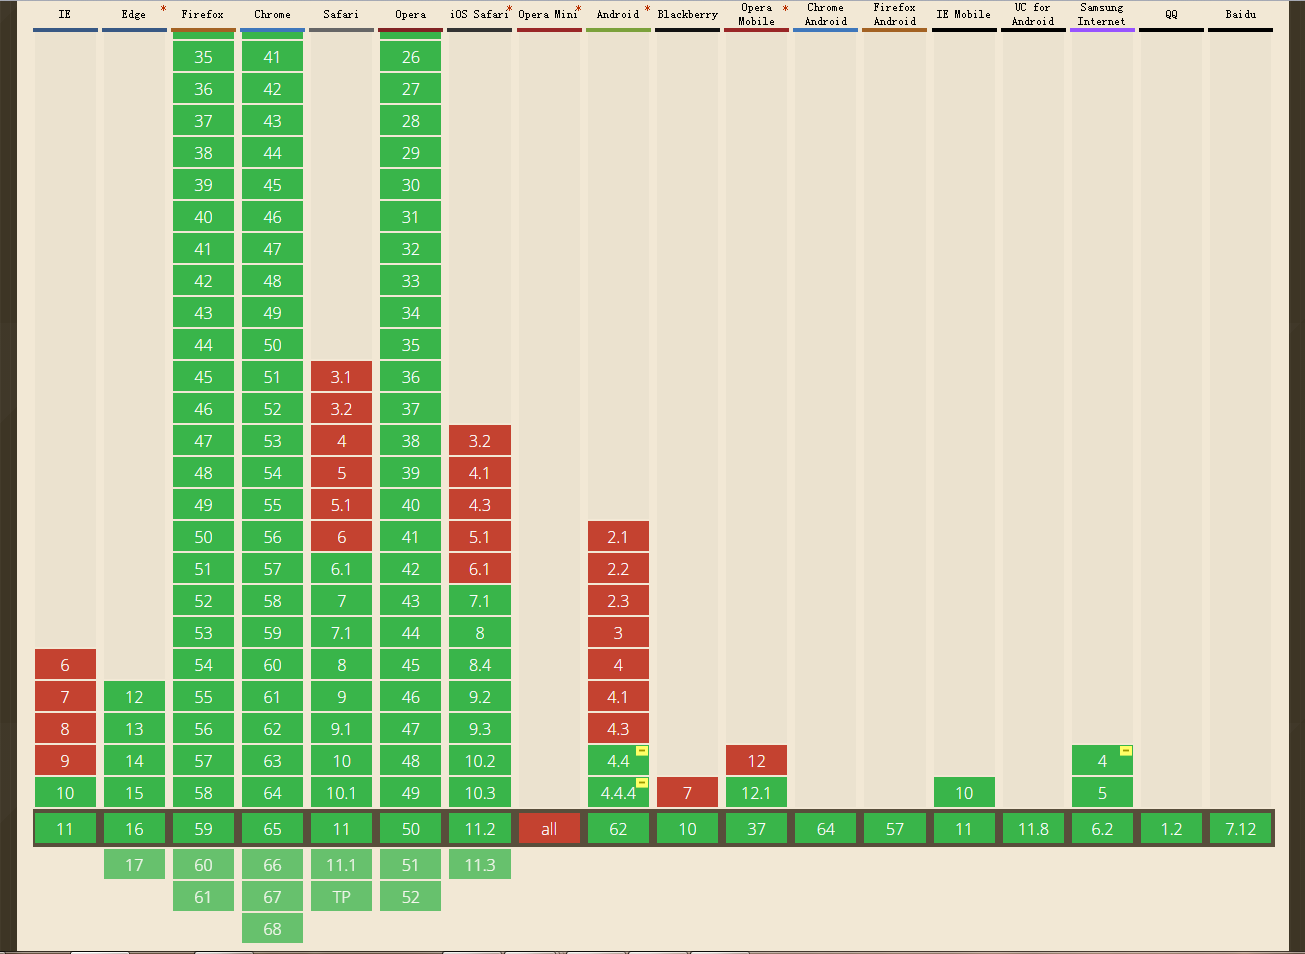 IE Edge * Firefox Chrome Safari Opera iOS Safari * Opera Mini * Android * Blackberry Opera Mobile * Chrome Android Firefox Android IE Mobile UC for Android Samsung Internet QQ Baidu
35 41 26
36 42 27
37 43 28
38 44 29
39 45 30
40 46 31
41 47 32
42 48 33
43 49 34
44 50 35
45 51 3.1 36
46 52 3.2 37
47 53 4 38 3.2
48 54 5 39 4.1
49 55 5.1 40 4.3
50 56 6 41 5.1 2.1
51 57 6.1 42 6.1 2.2
52 58 7 43 7.1 2.3
53 59 7.1 44 8 3
6 54 60 8 45 8.4 4
7 12 55 61 9 46 9.2 4.1
8 13 56 62 9.1 47 9.3 4.3
9 14 57 63 10 48 10.2 4.4 12 4
10 15 58 64 10.1 49 10.3 4.4.4 7 12.1 10 5
11 16 59 65 11 50 11.2 all 62 10 37 64 57 11 11.8 6.2 1.2 7.12
17 60 66 11.1 51 11.3
61 67 TP 52
68